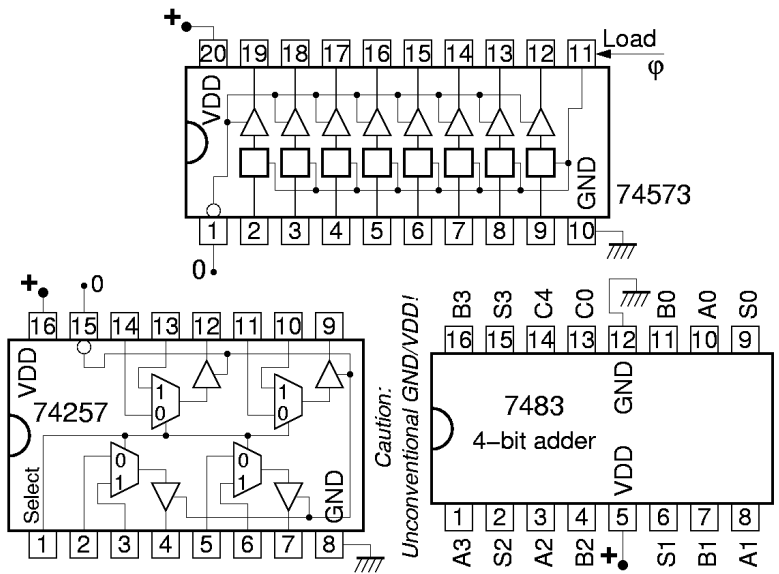 +
20 19 18 17 16 15 14 13 12 11 Load
φ
VDD
GND
74573
1 2 3 4 5 6 7 8 9 10
0
+ 0
16 15 14 13 12 11 10 9
VDD
74257
1 0 1 0
0 1 0 1
Select
GND
1 2 3 4 5 6 7 8
Caution:
Unconventional GND/VDD!
B3 S3 C4 C0 B0 A0 S0
16 15 14 13 12 11 10 9
GND
7483
4-bit adder
VDD
1 2 3 4 5 6 7 8
A3 S2 A2 B2 + S1 B1 A1